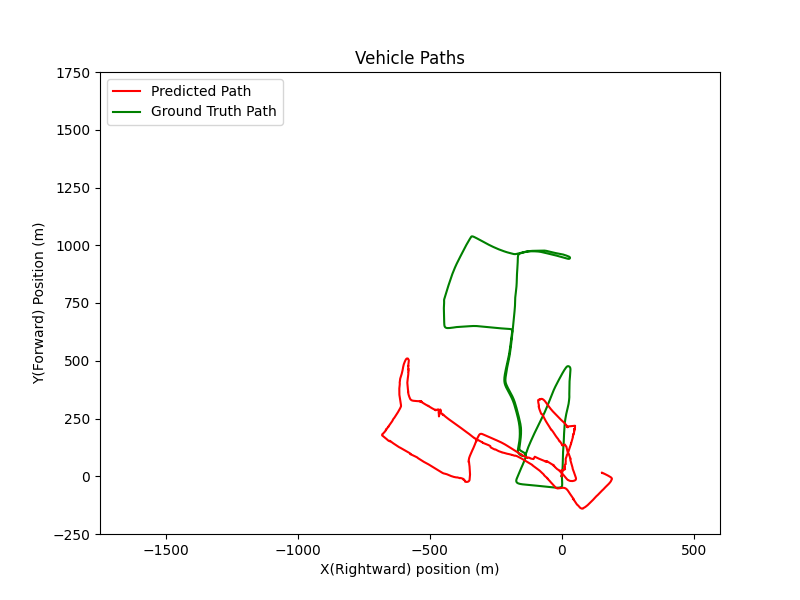 Vehicle Paths
Predicted Path
Ground Truth Path
1750
1500
1250
1000
750
500
250
0
−250
Y(Forward) Position (m)
−1500
−1000
−500
0
500
X(Rightward) position (m)